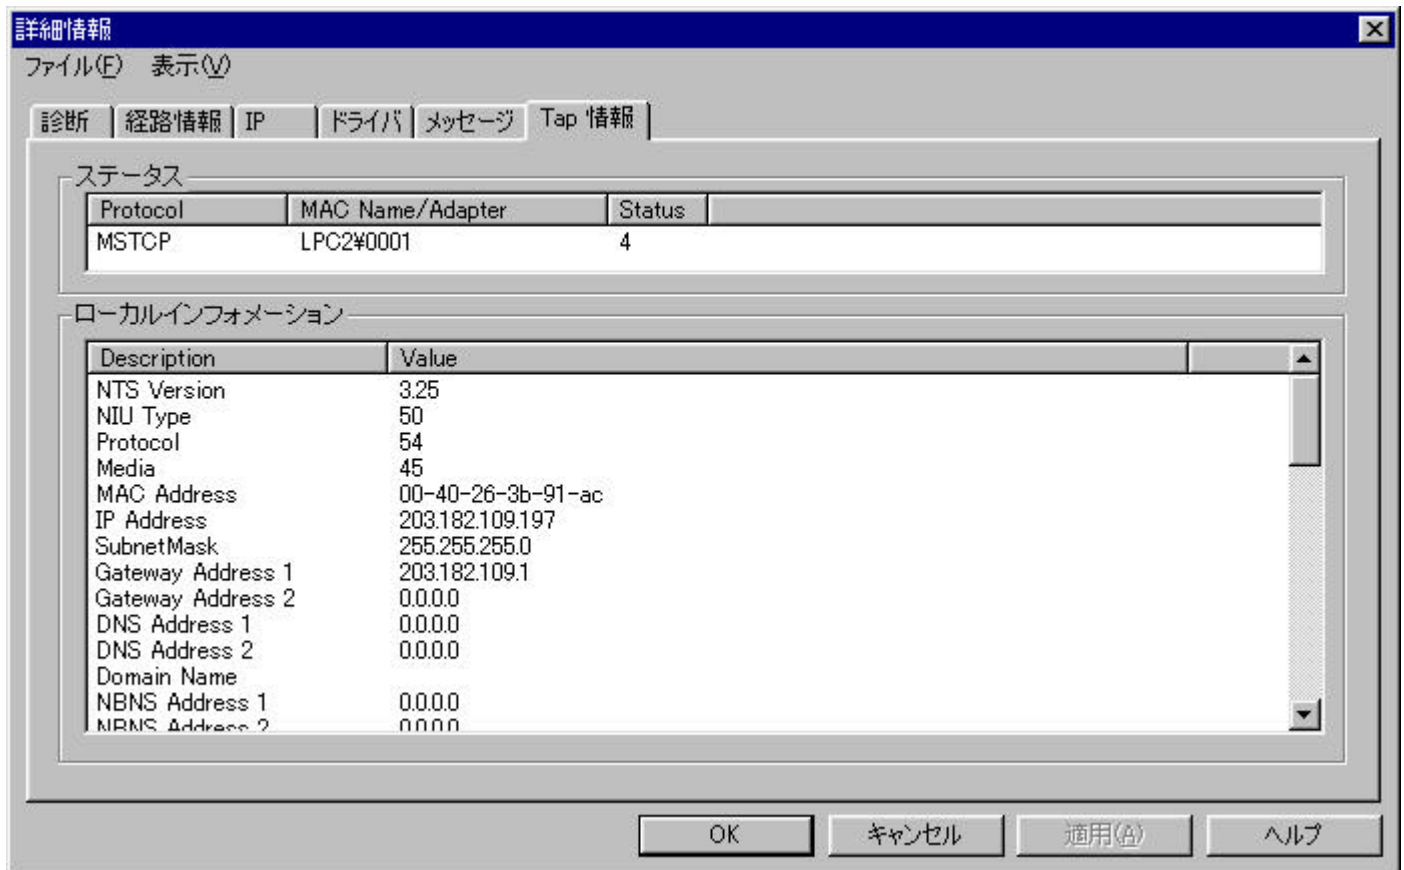 詳細情報
ファイル(F) 表示(V)
診断 経路情報 IP ドライバ メッセージ Tap 情報
ステータス
Protocol MAC Name/Adapter Status
MSTCP LPC2¥0001 4
ローカルインフォメーション
Description Value
NTS Version 3.25
NIU Type 50
Protocol 54
Media 45
MAC Address 00-40-26-3b-91-ac
IP Address 203.182.109.197
SubnetMask 255.255.255.0
Gateway Address 1 203.182.109.1
Gateway Address 2 0.0.0.0
DNS Address 1 0.0.0.0
DNS Address 2 0.0.0.0
Domain Name
NBNS Address 1 0.0.0.0
NBNS Address 2 0.0.0.0
OK キャンセル 適用(A) ヘルプ